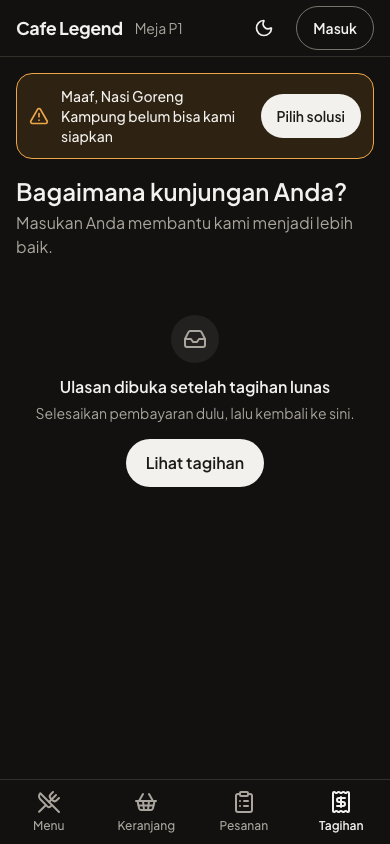 Cafe Legend Meja P1 Masuk
Maaf, Nasi Goreng
Kampung belum bisa kami
siapkan
Pilih solusi
Bagaimana kunjungan Anda?
Masukan Anda membantu kami menjadi lebih
baik.
Ulasan dibuka setelah tagihan lunas
Selesaikan pembayaran dulu, lalu kembali ke sini.
Lihat tagihan
Menu Keranjang Pesanan Tagihan